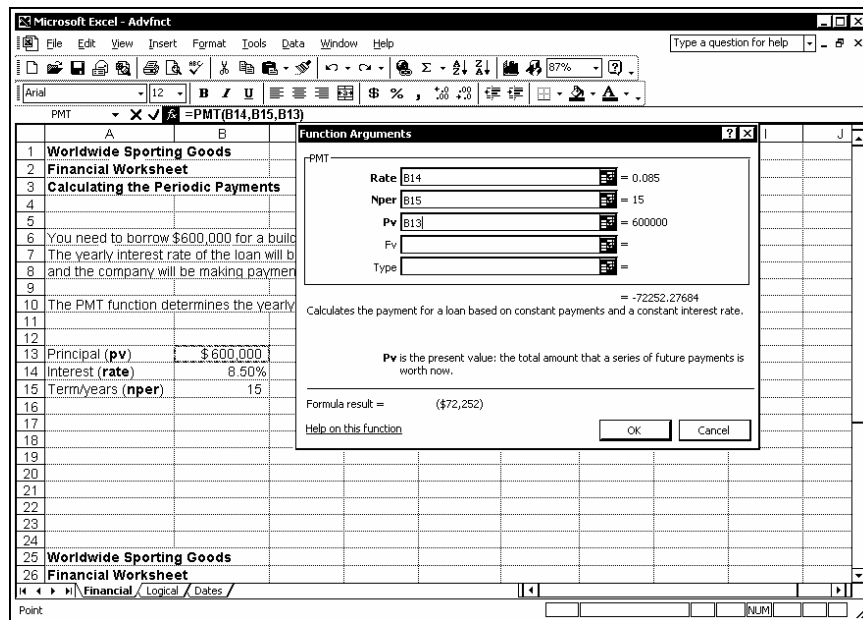 Microsoft Excel - Advfnct
File Edit View Insert Format Tools Data Window Help Type a question for help
87%
Arial 12 B I U $ % ,
PMT =PMT(B14,B15,B13)
A B I J
Function Arguments
PMT
Rate B14 = 0.085
Nper B15 = 15
Pv B13 = 600000
Fv =
Type =
= -72252.27684
Calculates the payment for a loan based on constant payments and a constant interest rate.
Pv is the present value: the total amount that a series of future payments is
worth now.
Formula result = ($72,252)
Help on this function OK Cancel
1 Worldwide Sporting Goods
2 Financial Worksheet
3 Calculating the Periodic Payments
4
5
6 You need to borrow $600,000 for a build
7 The yearly interest rate of the loan will b
8 and the company will be making paymen
9
10 The PMT function determines the yearly
11
12
13 Principal (pv) $600,000
14 Interest (rate) 8.50%
15 Term/years (nper) 15
16
17
18
19
20
21
22
23
24
25 Worldwide Sporting Goods
26 Financial Worksheet
Financial Logical Dates
Point NUM